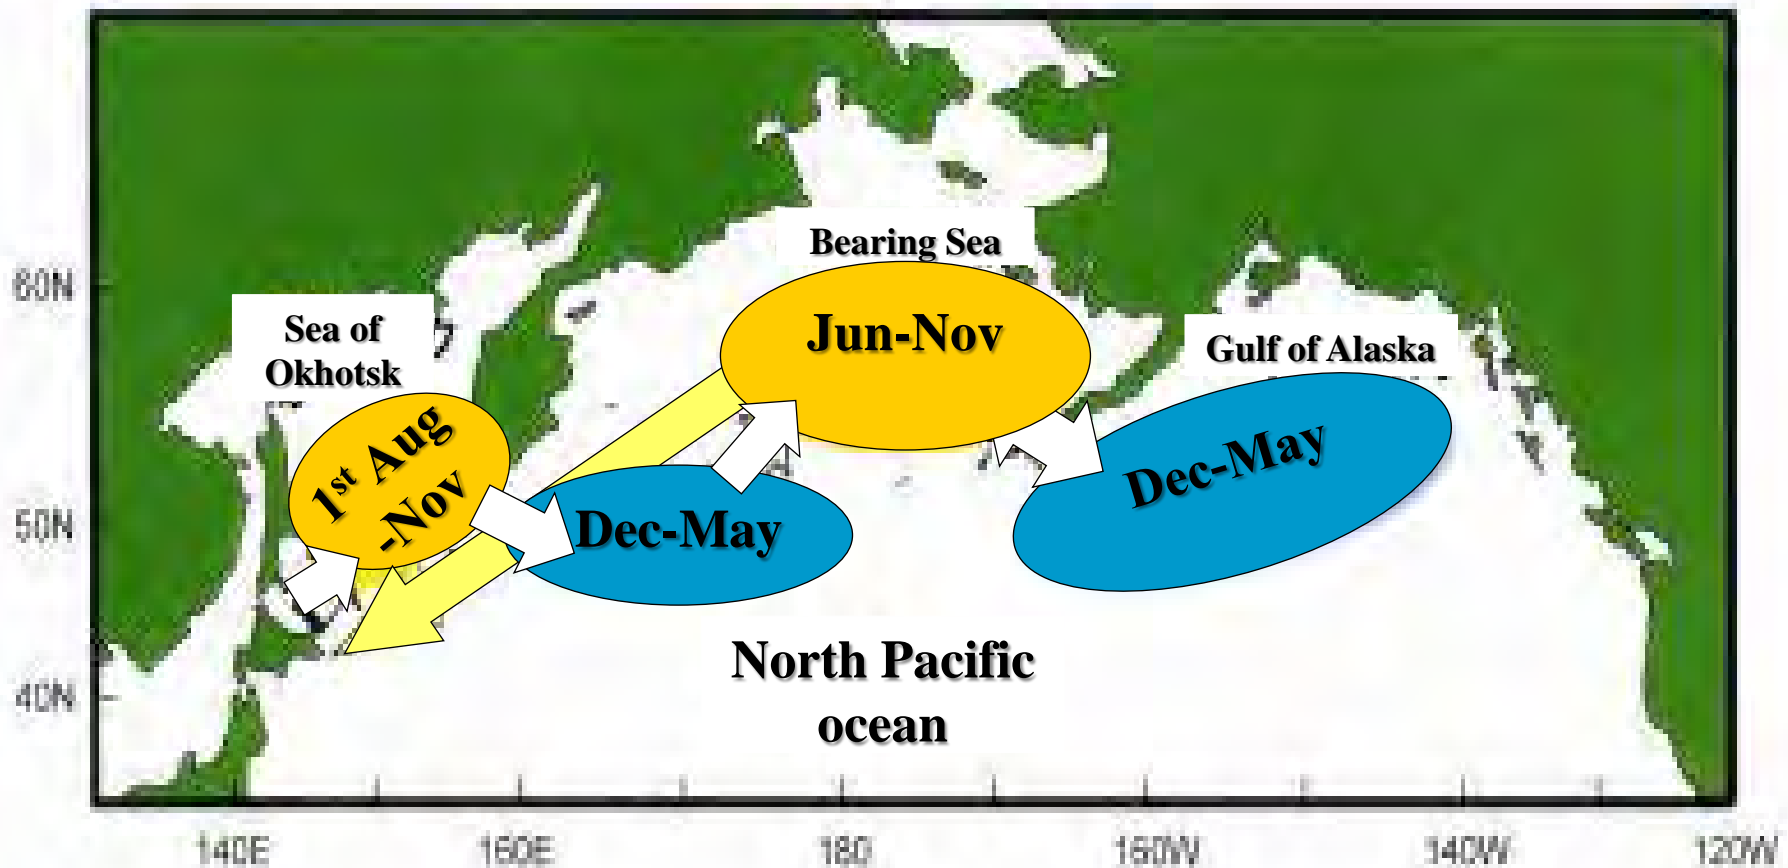 Bearing Sea
60N
Jun-Nov
Sea of
Okhotsk
Gulf of Alaska
1st Aug
-Nov
Dec-May
Dec-May
50N
North Pacific
ocean
40N
140E
160E
180
160W
140W
120W